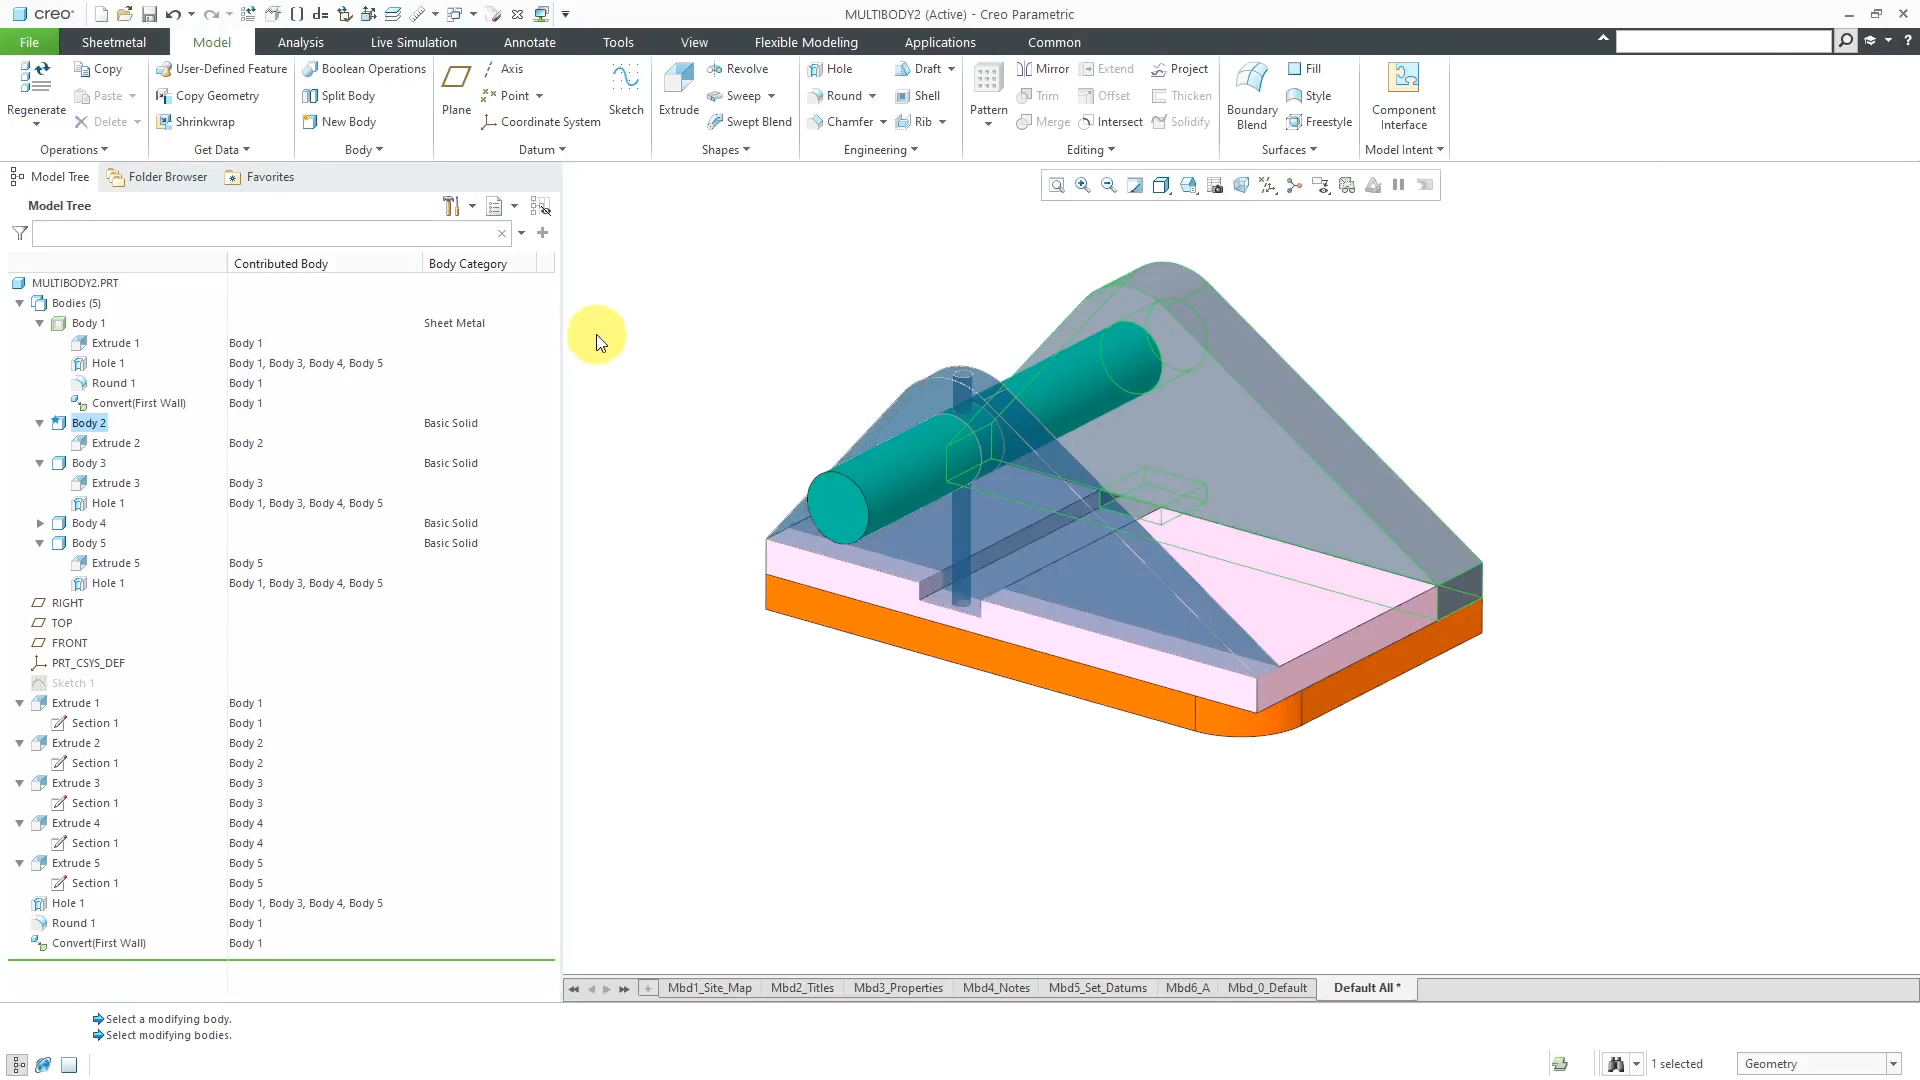 creo
MULTIBODY2 (Active) - Creo Parametric
File Sheetmetal Model Analysis Live Simulation Annotate Tools View Flexible Modeling Applications Common
Regenerate Copy Paste Delete
User-Defined Feature Copy Geometry Shrinkwrap
Boolean Operations Split Body New Body
Plane Axis Point Coordinate System Sketch
Extrude Revolve Sweep Swept Blend
Hole Round Chamfer Draft Shell Rib
Pattern Mirror Trim Merge Extend Offset Intersect Project Thicken Solidify
Boundary Blend Fill Style Freestyle
Component Interface
Operations Get Data Body Datum Shapes Engineering Editing Surfaces Model Intent
Model Tree Folder Browser Favorites
Model Tree
Contributed Body Body Category
MULTIBODY2.PRT
Bodies (5)
Body 1 Sheet Metal
Extrude 1 Body 1
Hole 1 Body 1, Body 3, Body 4, Body 5
Round 1 Body 1
Convert(First Wall) Body 1
Body 2 Basic Solid
Extrude 2 Body 2
Body 3 Basic Solid
Extrude 3 Body 3
Hole 1 Body 1, Body 3, Body 4, Body 5
Body 4 Basic Solid
Body 5 Basic Solid
Extrude 5 Body 5
Hole 1 Body 1, Body 3, Body 4, Body 5
RIGHT
TOP
FRONT
PRT_CSYS_DEF
Sketch 1
Extrude 1 Body 1
Section 1 Body 1
Extrude 2 Body 2
Section 1 Body 2
Extrude 3 Body 3
Section 1 Body 3
Extrude 4 Body 4
Section 1 Body 4
Extrude 5 Body 5
Section 1 Body 5
Hole 1 Body 1, Body 3, Body 4, Body 5
Round 1 Body 1
Convert(First Wall) Body 1
Mbd1_Site_Map Mbd2_Titles Mbd3_Properties Mbd4_Notes Mbd5_Set_Datums Mbd6_A Mbd_0_Default Default All *
Select a modifying body.
Select modifying bodies.
1 selected Geometry